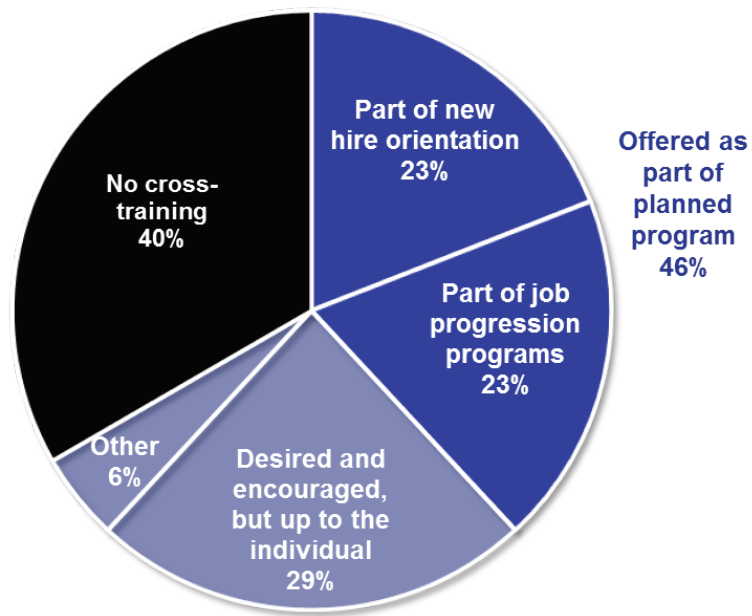 Part of new
hire orientation
23%
Offered as
part of
planned
program
46%
No cross-
training
40%
Part of job
progression
programs
23%
Other
6%
Desired and
encouraged,
but up to the
individual
29%